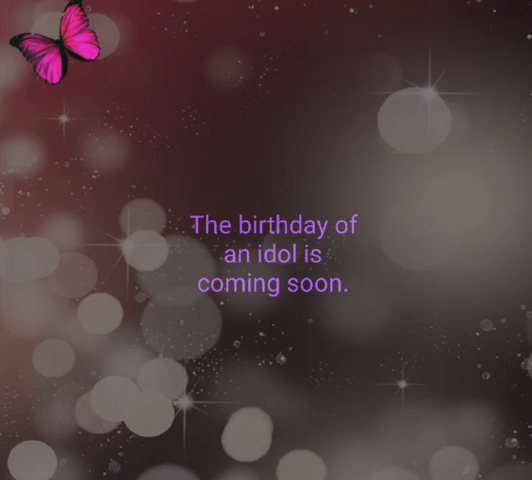 The birthday of
an idol is
coming soon.